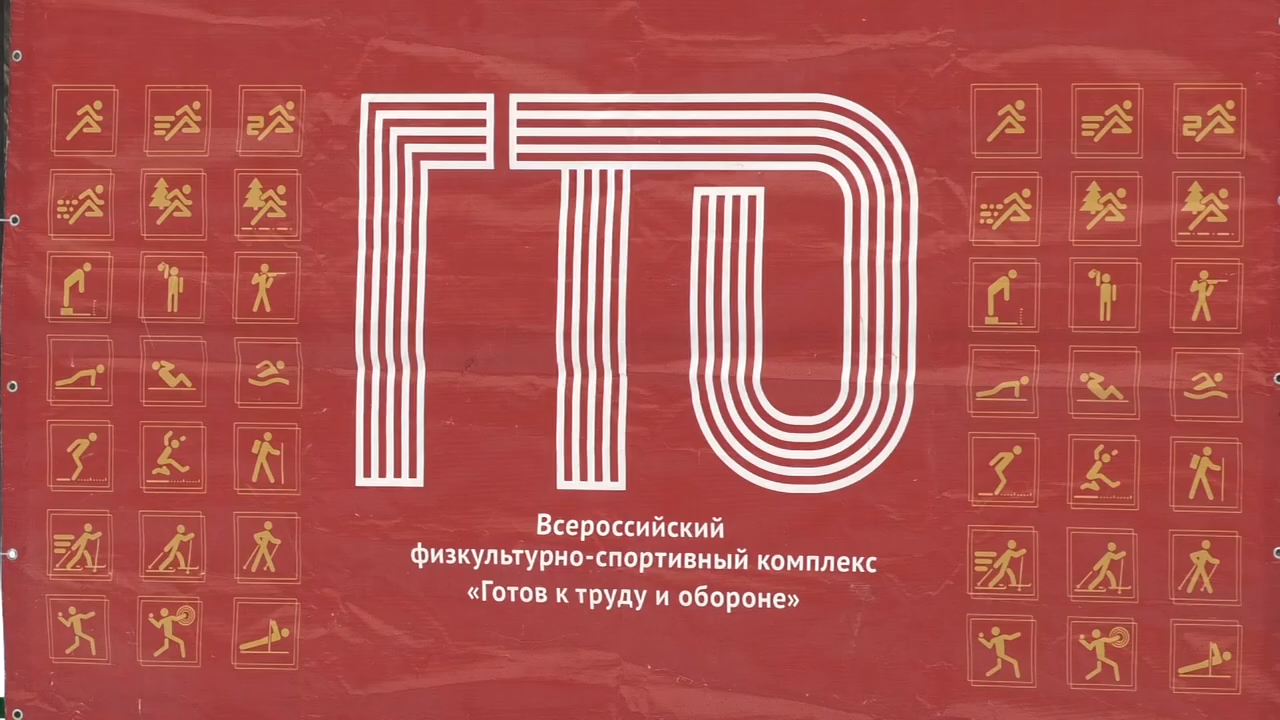 ГТО
Всероссийский
физкультурно-спортивный комплекс
«Готов к труду и обороне»